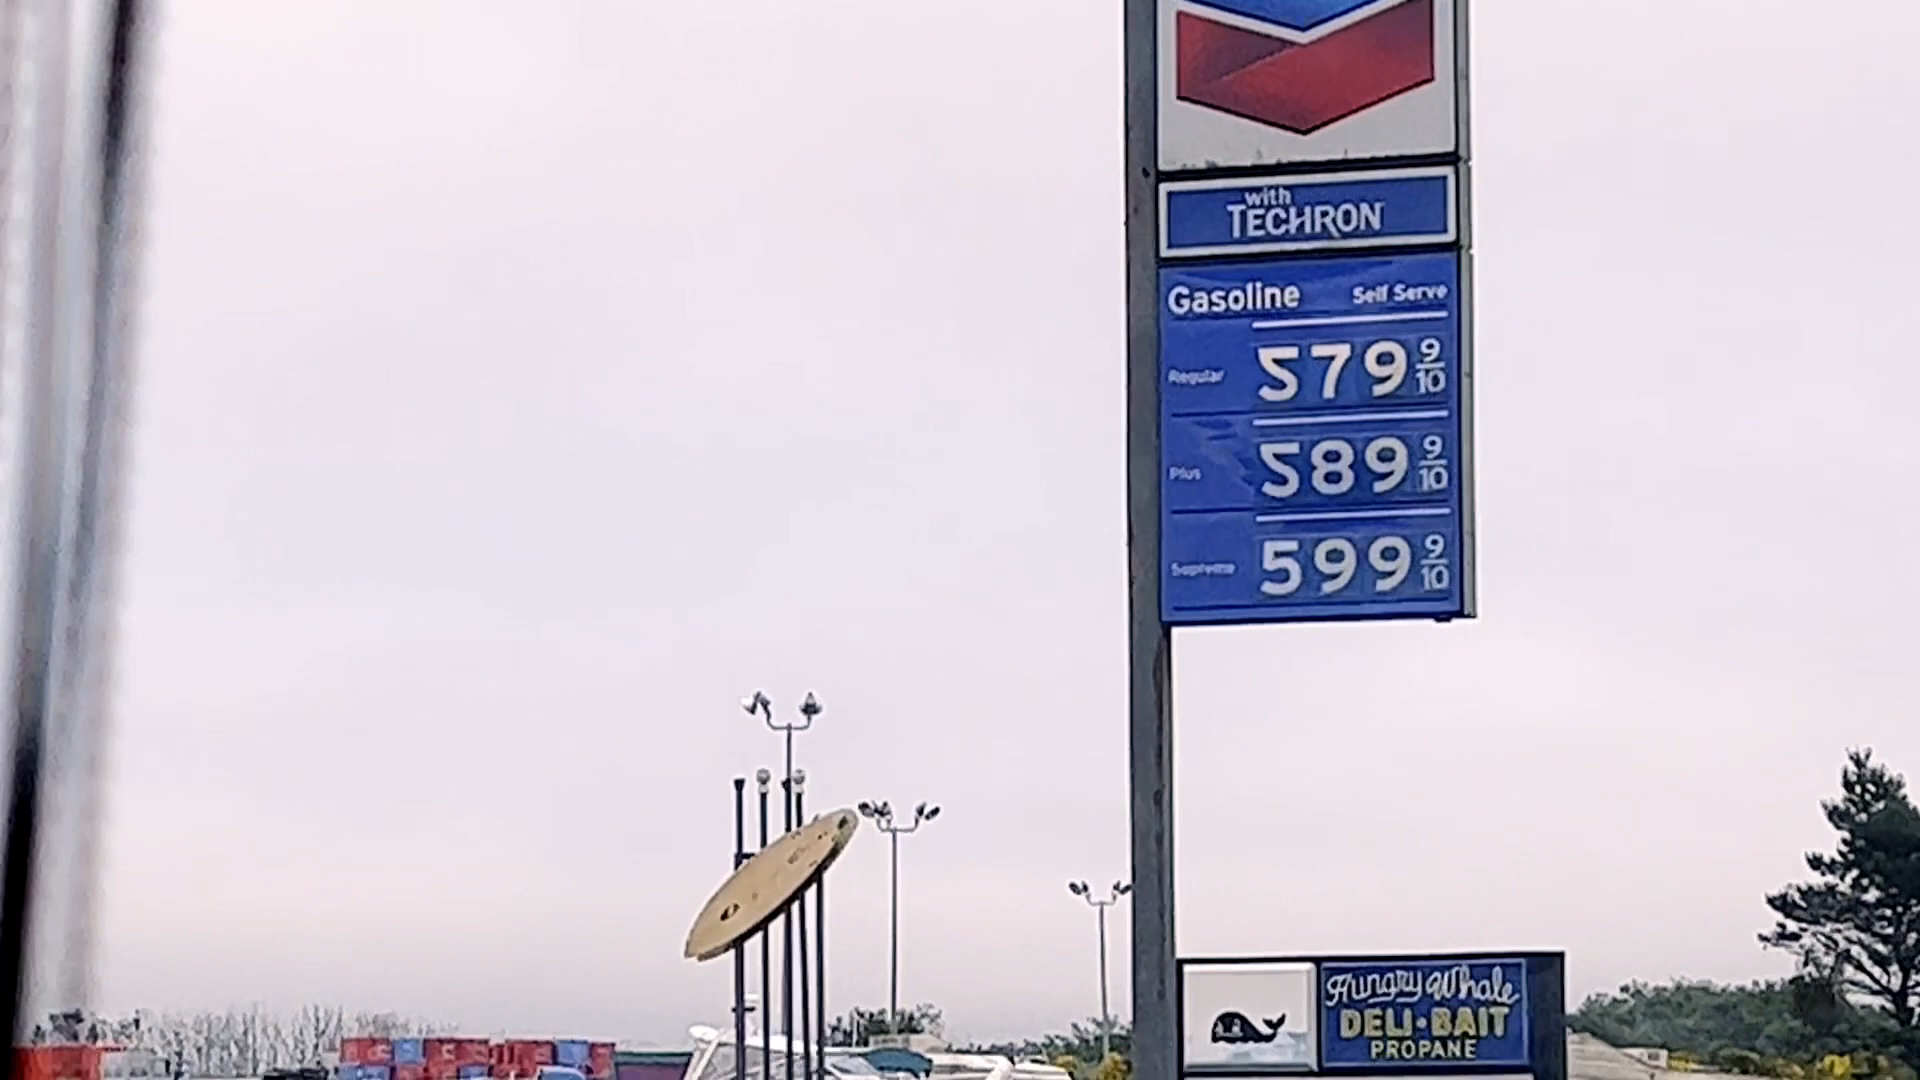 with
TECHRON
Gasoline Self Serve
Regular 579 9/10
Plus 589 9/10
Supreme 599 9/10
Hungry Whale
DELI • BAIT
PROPANE